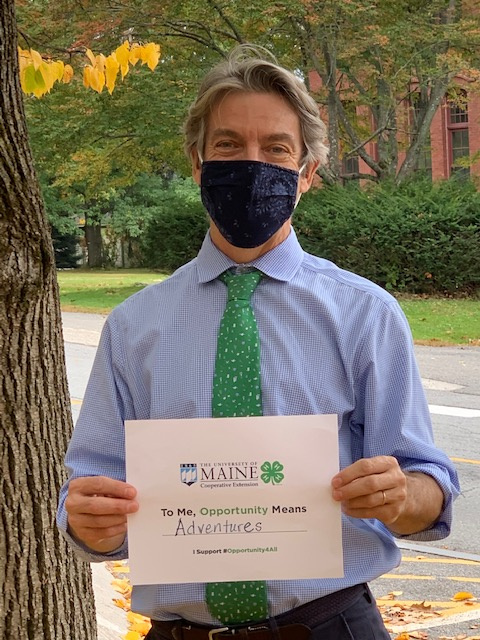 THE UNIVERSITY OF
MAINE
Cooperative Extension
To Me, Opportunity Means
Adventures
I Support #Opportunity4All